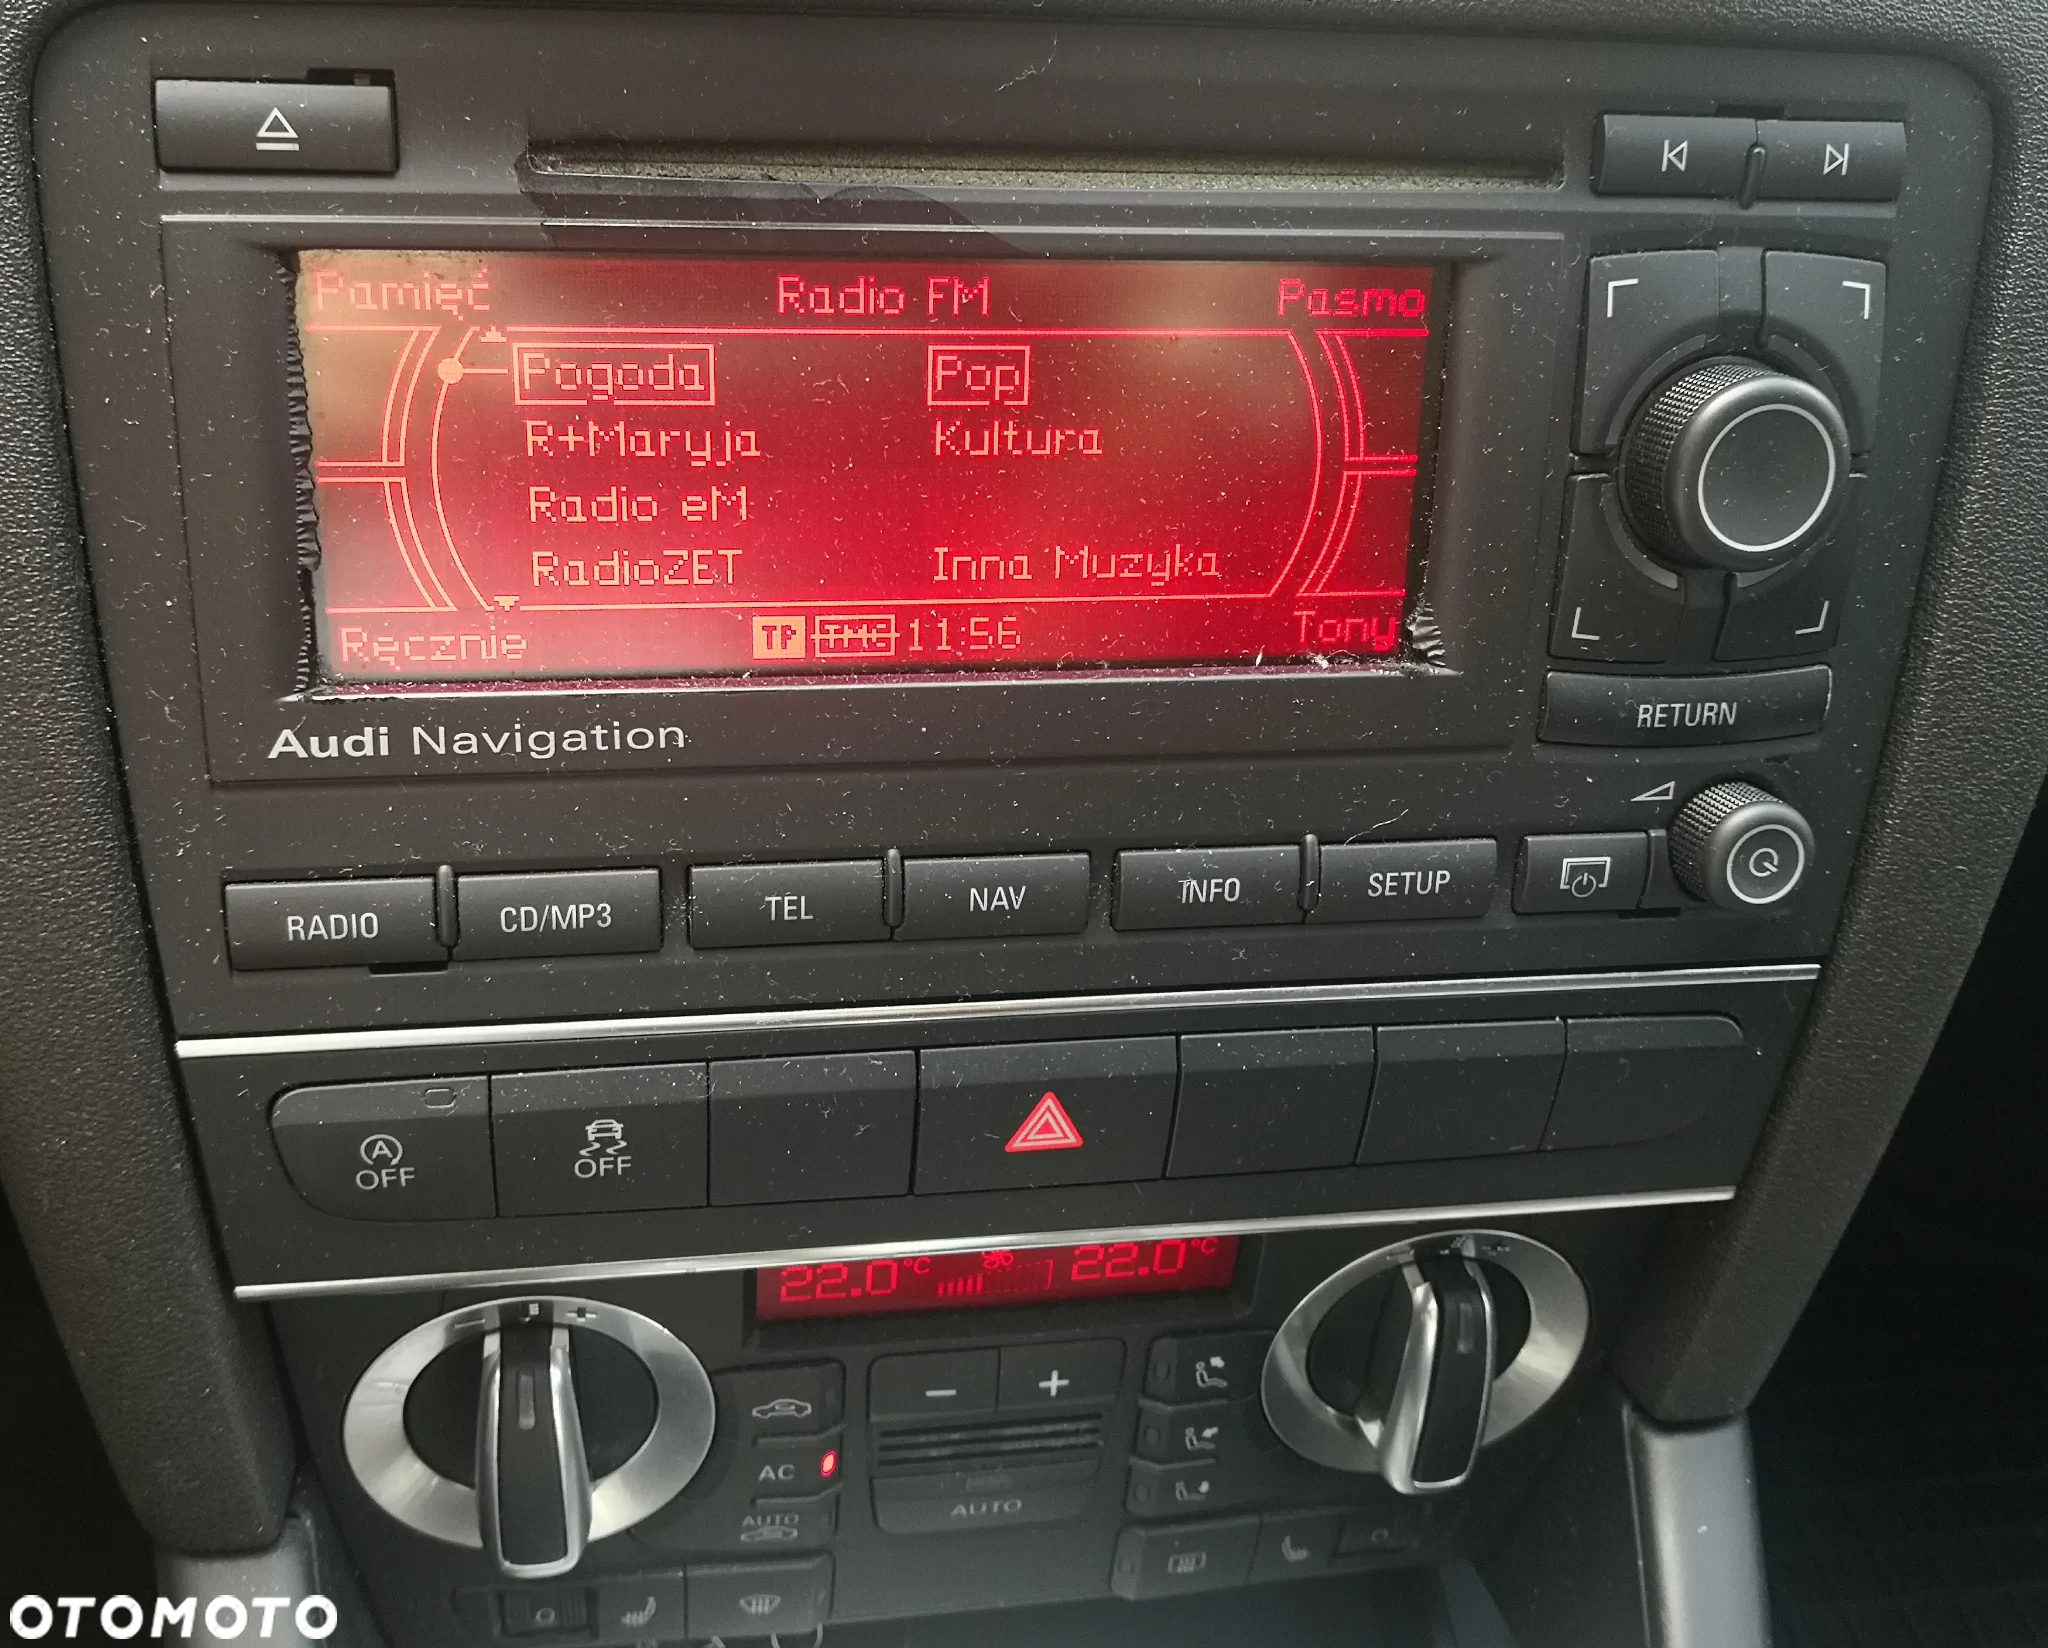 Pamięć Radio FM Pasmo
Pogoda Pop
R+Maryja Kultura
Radio eM
RadioZET Inna Muzyka
Ręcznie TP TMC 11:56 Tony
Audi Navigation
RETURN
RADIO CD/MP3 TEL NAV INFO SETUP
A OFF OFF
22.0°C 22.0°C
AC
AUTO AUTO
OTOMOTO